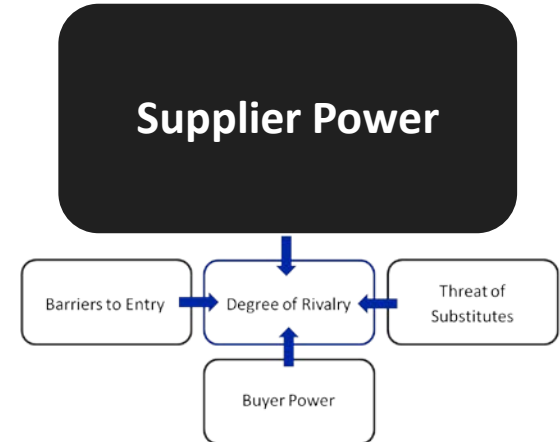 Supplier Power
Barriers to Entry
Degree of Rivalry
Threat of
Substitutes
Buyer Power